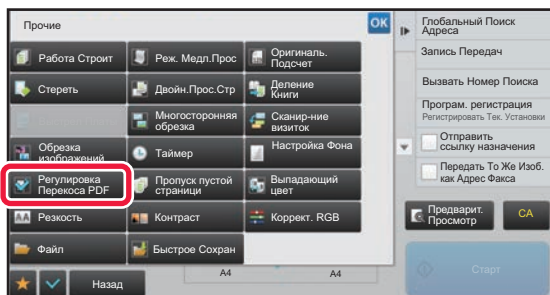 Прочие
OK
Работа Строит
Реж. Медл.Прос
Оригиналь.
Подсчет
Стереть
Двойн.Прос.Стр
Деление
Книги
Многосторонняя
обрезка
Сканир-ние
визиток
Обрезка
изображений
Таймер
Настройка Фона
Регулировка
Перекоса PDF
Пропуск пустой
страници
Выпадающий
цвет
AA
Резкость
Контраст
Коррект. RGB
Файл
Быстрое Сохран
Назад
A4
A4
Глобальный Поиск
Адреса
Запись Передач
Вызвать Номер Поиска
Програм. регистрация
Регистрировать Тек. Установки
Отправить
ссылку назначения
Передать То Же Изоб.
как Адрес Факса
Предварит.
Просмотр
CA
Старт